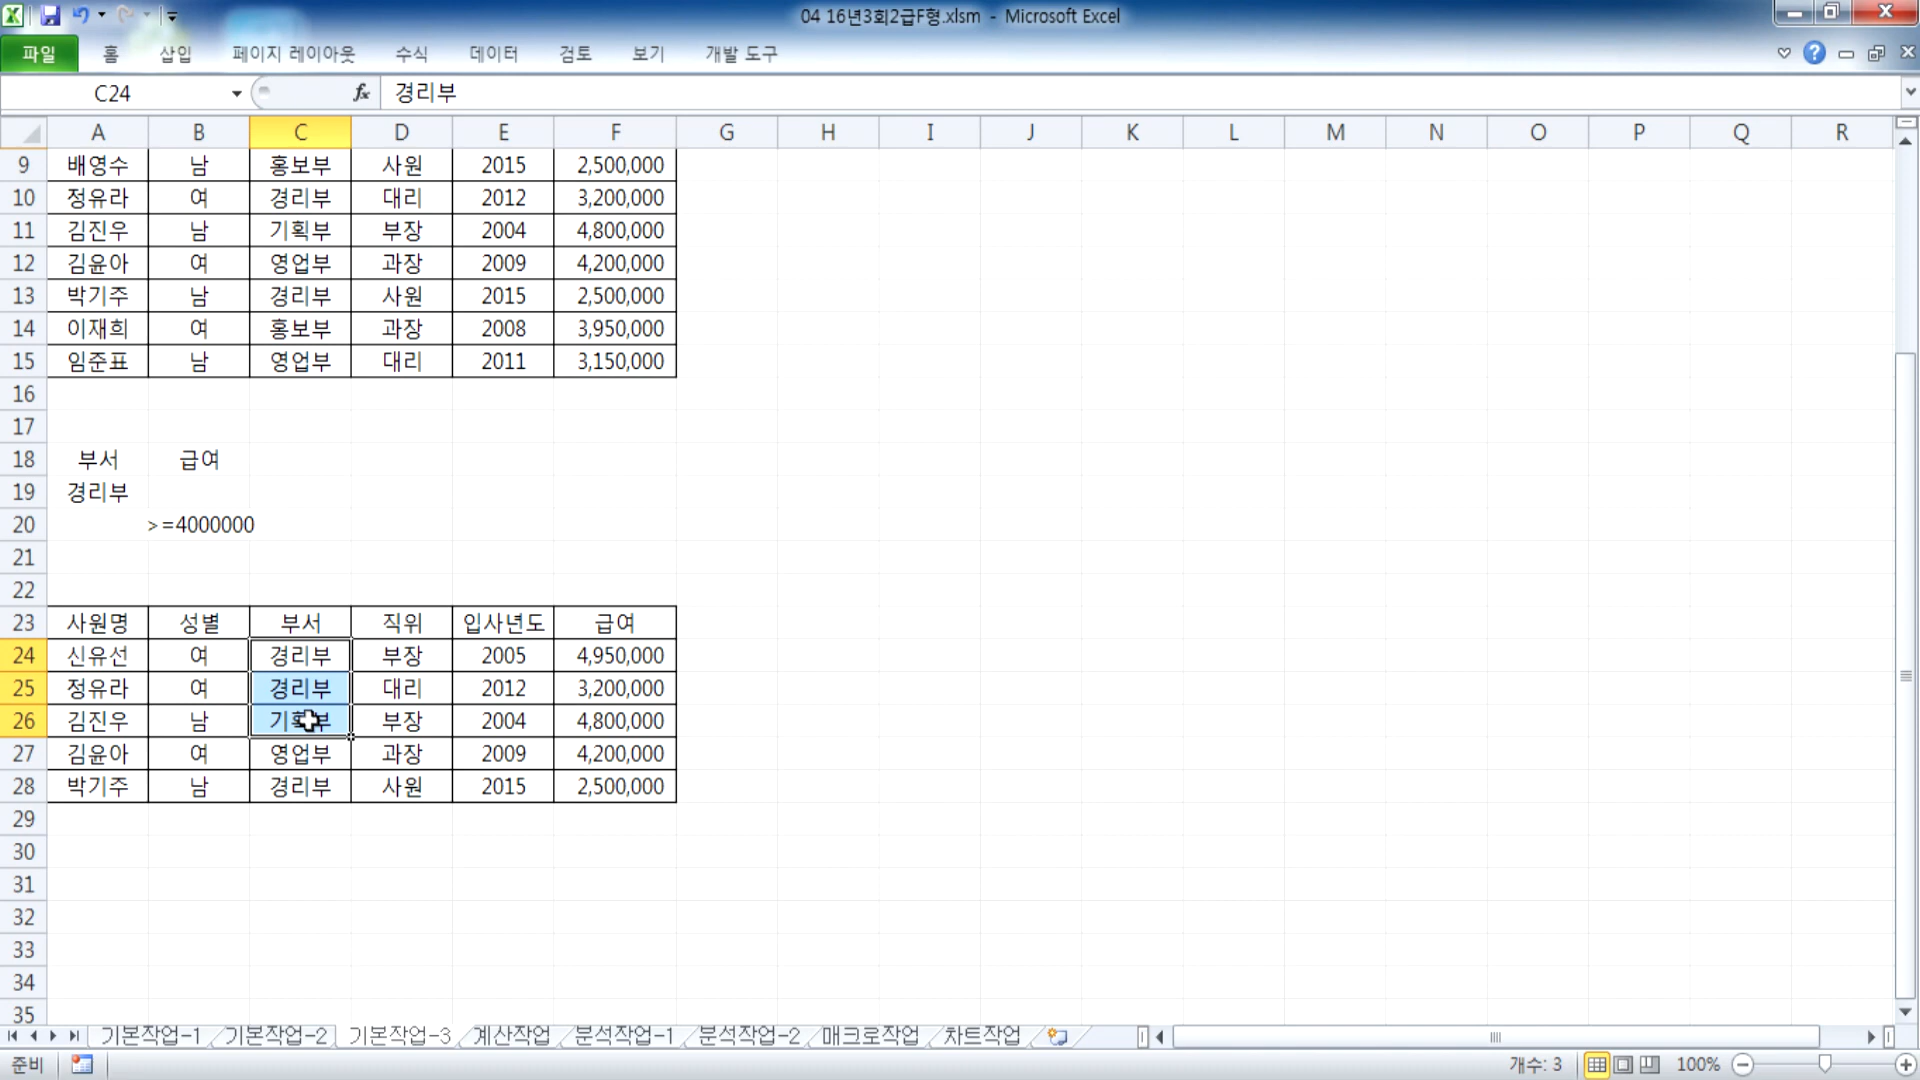 04 16년3회2급F형.xlsm - Microsoft Excel
파일 홈 삽입 페이지 레이아웃 수식 데이터 검토 보기 개발 도구
C24 fx 경리부
A B C D E F G H I J K L M N O P Q R
9 배영수 남 홍보부 사원 2015 2,500,000
10 정유라 여 경리부 대리 2012 3,200,000
11 김진우 남 기획부 부장 2004 4,800,000
12 김윤아 여 영업부 과장 2009 4,200,000
13 박기주 남 경리부 사원 2015 2,500,000
14 이재희 여 홍보부 과장 2008 3,950,000
15 임준표 남 영업부 대리 2011 3,150,000
16
17
18 부서 급여
19 경리부
20 >=4000000
21
22
23 사원명 성별 부서 직위 입사년도 급여
24 신유선 여 경리부 부장 2005 4,950,000
25 정유라 여 경리부 대리 2012 3,200,000
26 김진우 남 기획부 부장 2004 4,800,000
27 김윤아 여 영업부 과장 2009 4,200,000
28 박기주 남 경리부 사원 2015 2,500,000
29
30
31
32
33
34
35
기본작업-1 기본작업-2 기본작업-3 계산작업 분석작업-1 분석작업-2 매크로작업 차트작업
준비 개수: 3 100%